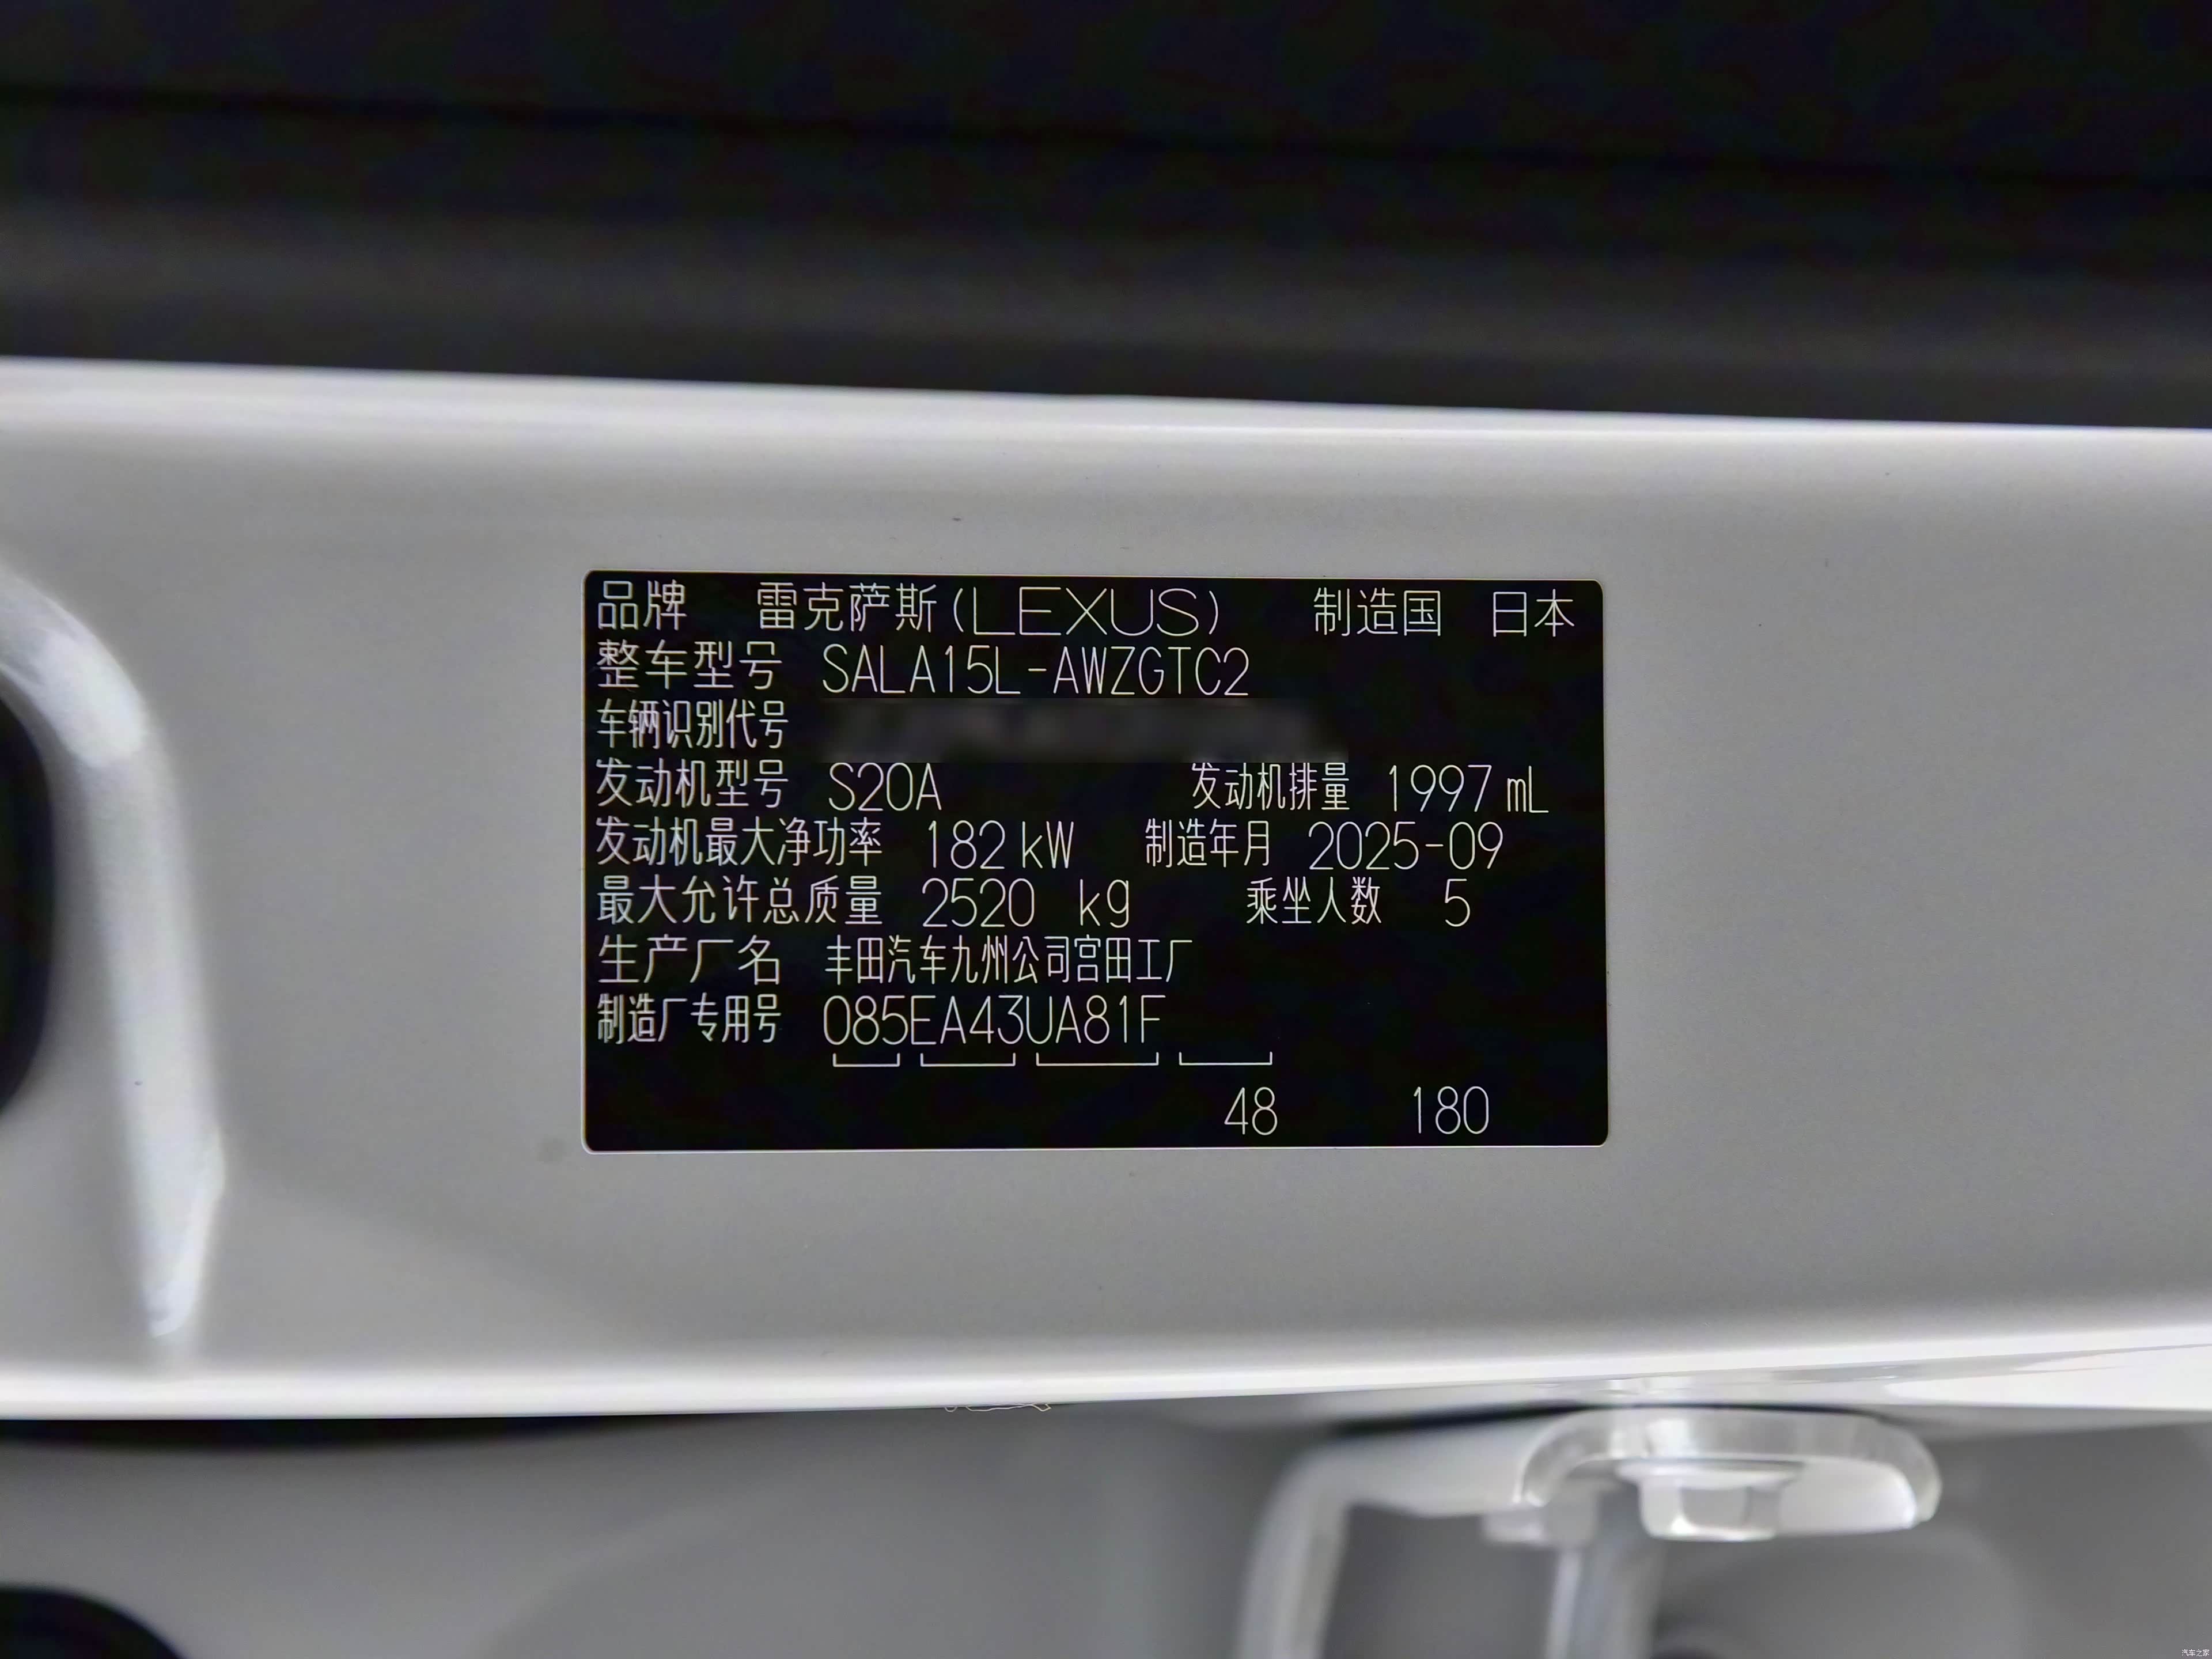 品牌 雷克萨斯(LEXUS) 制造国 日本
整车型号 SALA15L-AWZGTC2
车辆识别代号
发动机型号 S20A 发动机排量 1997 mL
发动机最大净功率 182 kW 制造年月 2025-09
最大允许总质量 2520 kg 乘坐人数 5
生产厂名 丰田汽车九州公司宫田工厂
制造厂专用号 085EA43UA81F
48 180
汽车之家